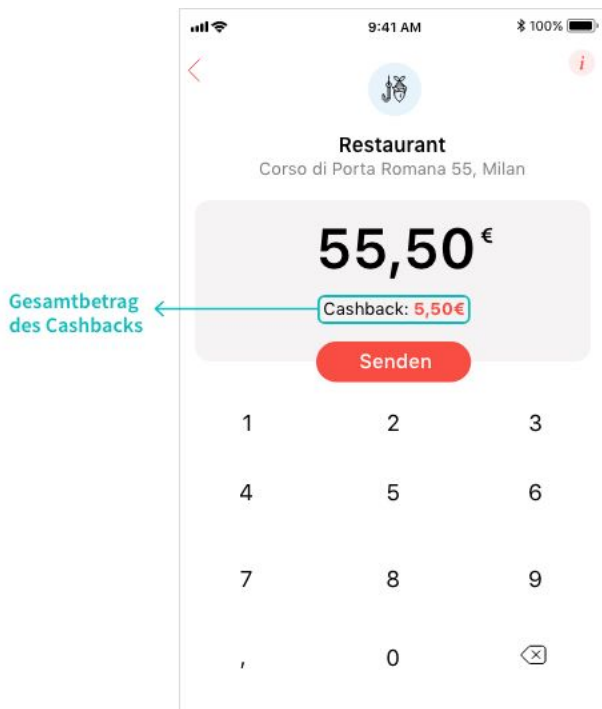 9:41 AM
100%
i
Restaurant
Corso di Porta Romana 55, Milan
55,50€
Gesamtbetrag
des Cashbacks
Cashback: 5,50€
Senden
1 2 3
4 5 6
7 8 9
, 0